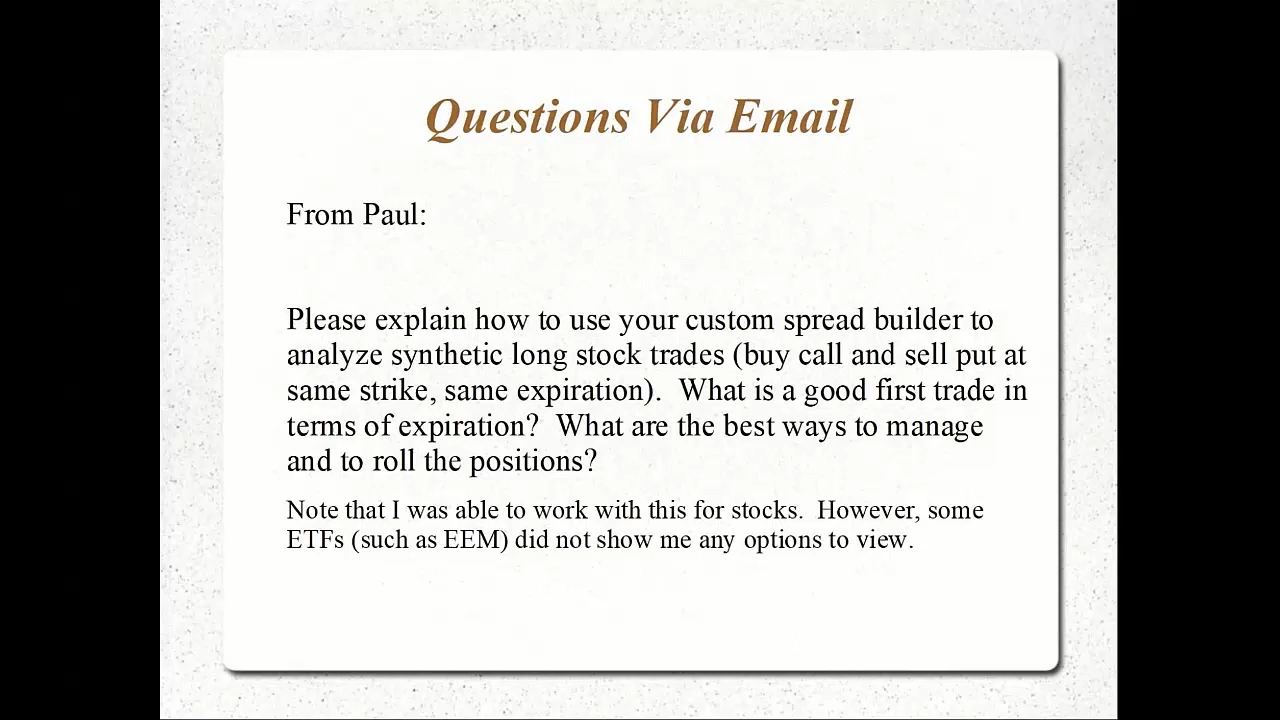 Questions Via Email
From Paul:
Please explain how to use your custom spread builder to
analyze synthetic long stock trades (buy call and sell put at
same strike, same expiration).  What is a good first trade in
terms of expiration?  What are the best ways to manage
and to roll the positions?
Note that I was able to work with this for stocks.  However, some
ETFs (such as EEM) did not show me any options to view.